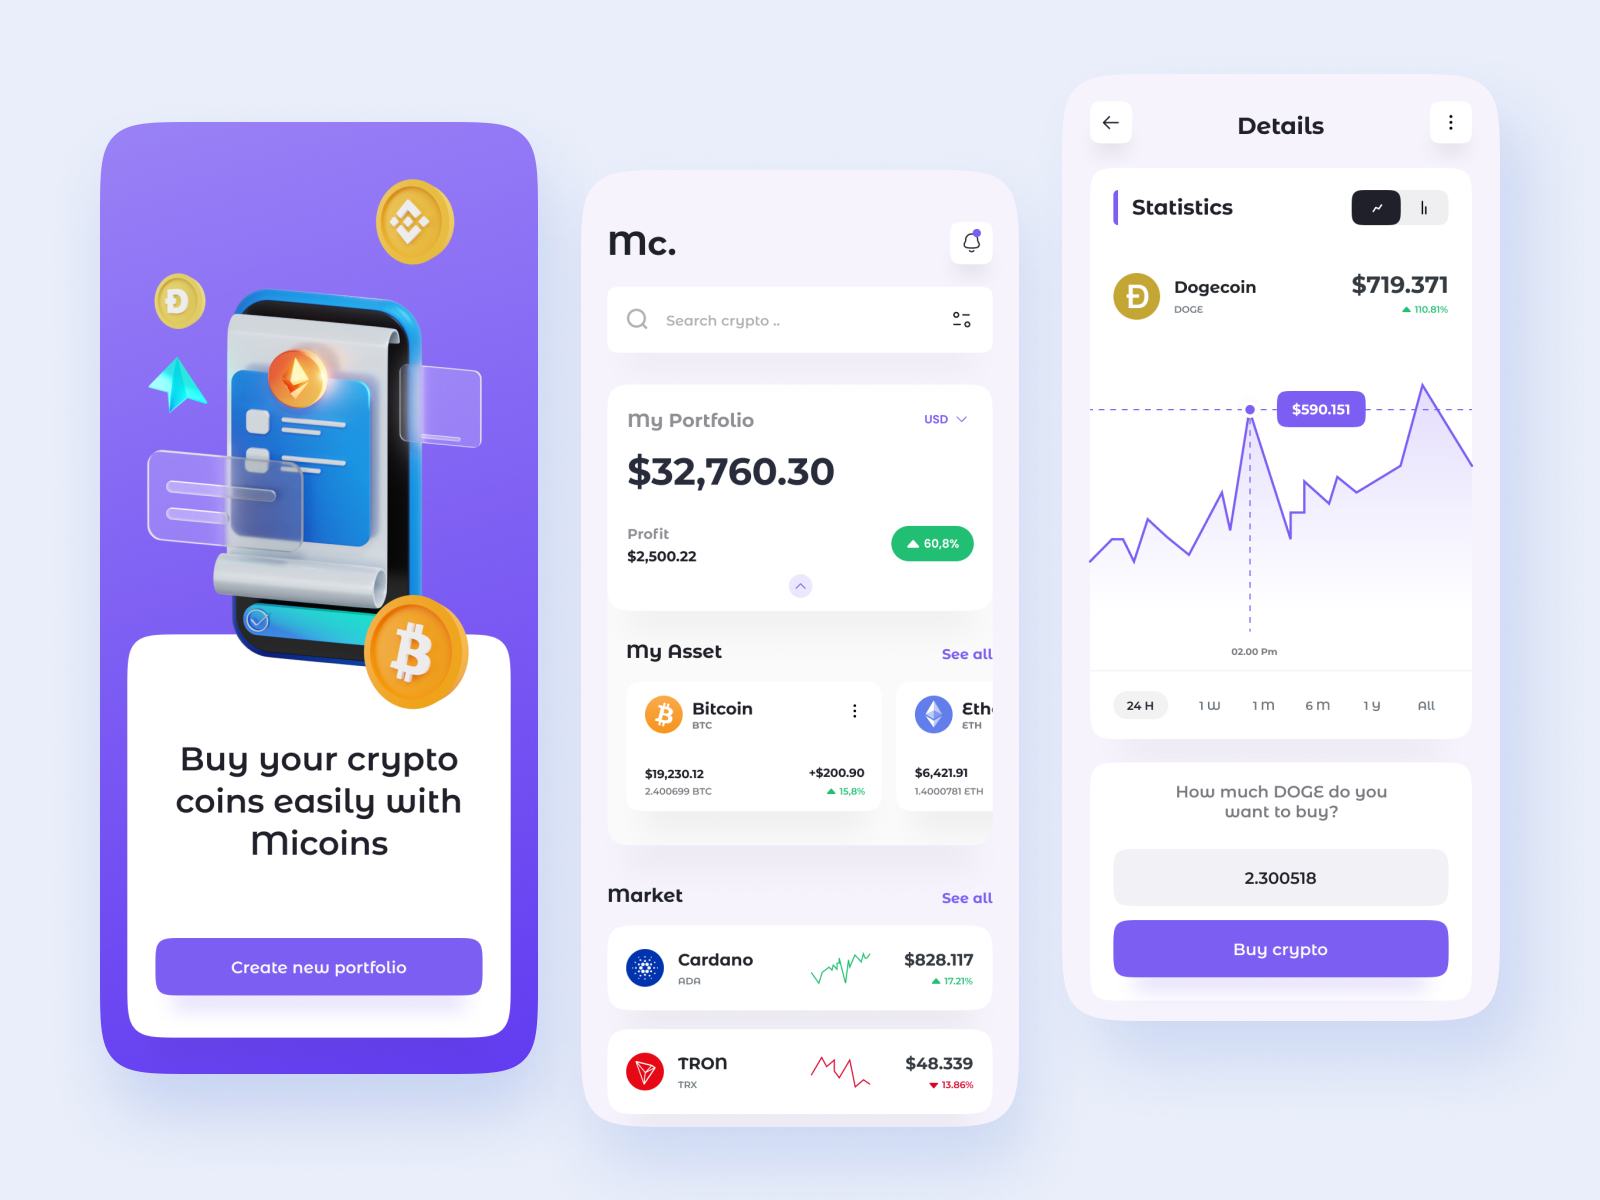 Buy your crypto
coins easily with
Micoins
Create new portfolio
Mc.
Search crypto ..
My Portfolio
USD
$32,760.30
Profit
$2,500.22
60,8%
My Asset
See all
Bitcoin
BTC
$19,230.12
+$200.90
2.400699 BTC
15,8%
Eth
ETH
$6,421.91
1.4000781 ETH
Market
See all
Cardano
ADA
$828.117
17.21%
TRON
TRX
$48.339
13.86%
Details
Statistics
Dogecoin
DOGE
$719.371
110.81%
$590.151
02.00 Pm
24 H
1 W
1 M
6 M
1 y
All
How much DOGE do you
want to buy?
2.300518
Buy crypto